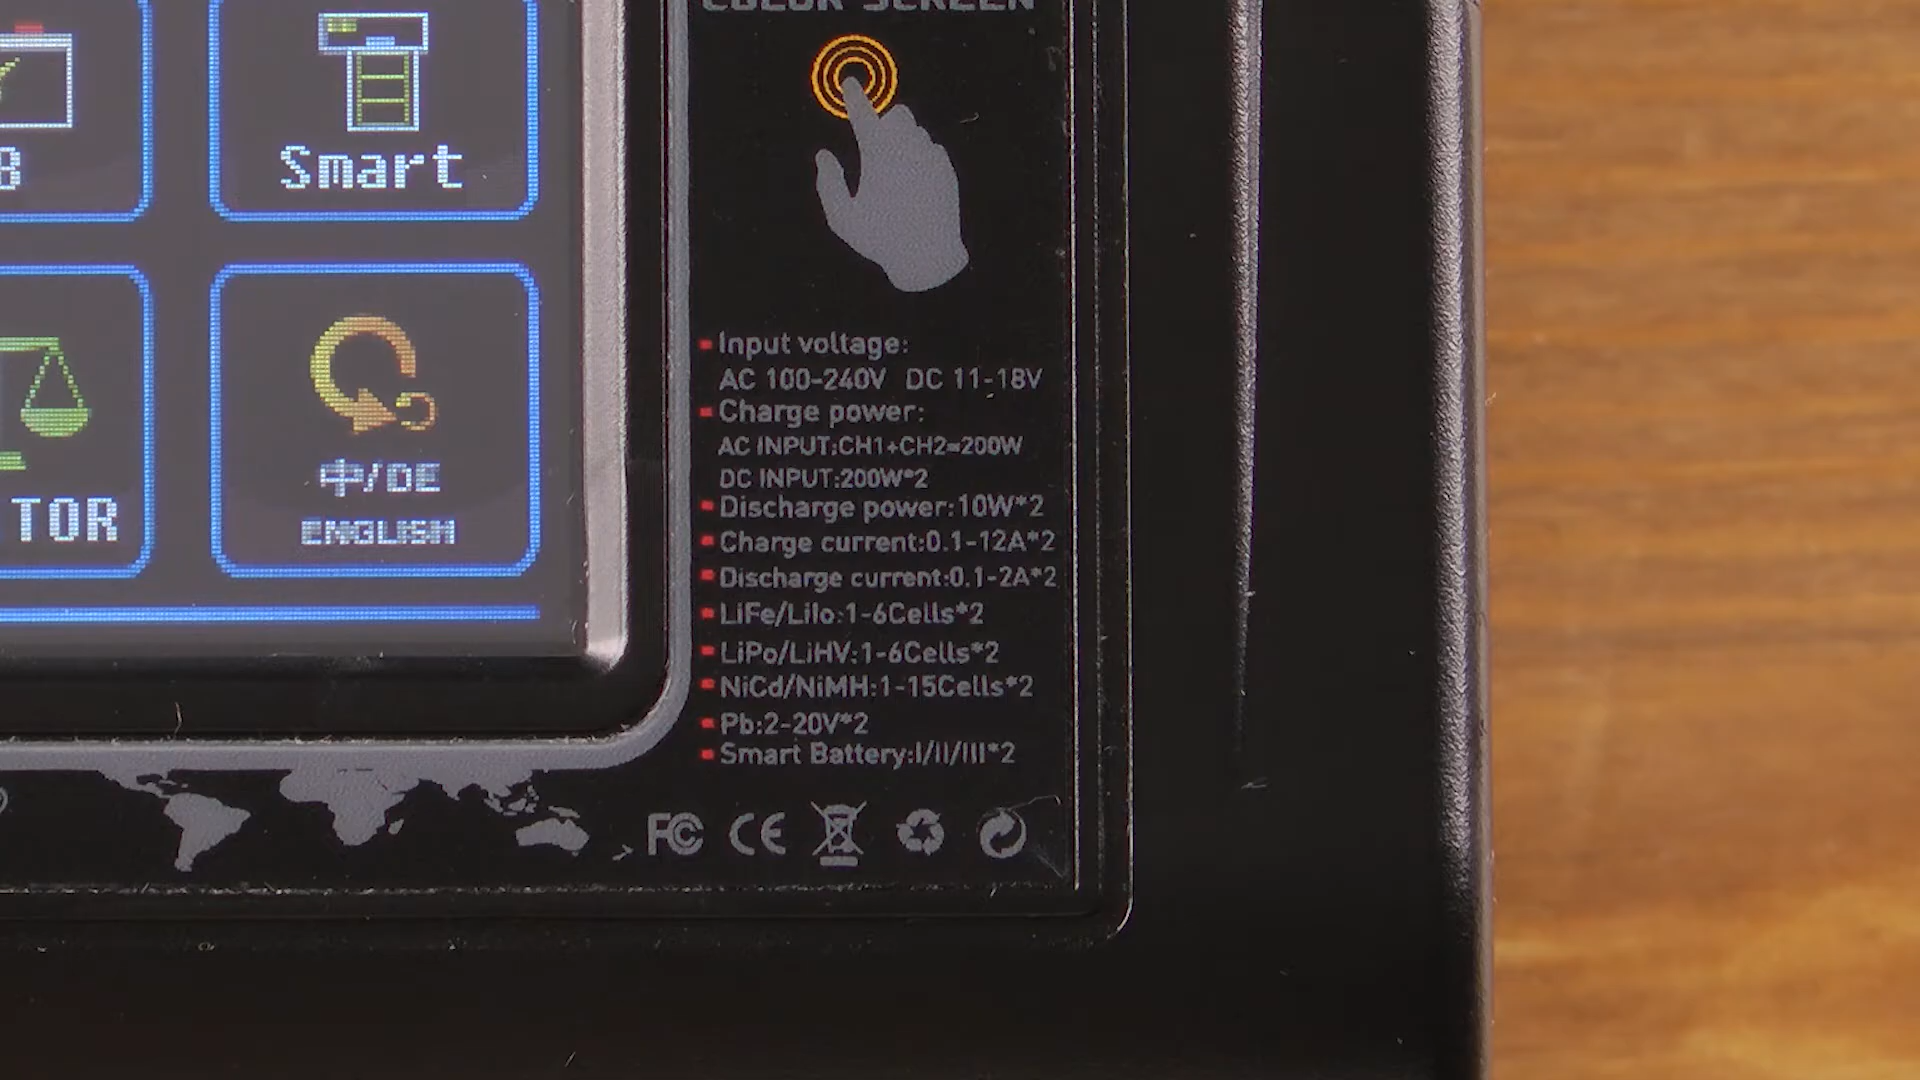 COLOR SCREEN
Smart
中/DE
ENGLISH
TOR
Input voltage:
AC 100-240V DC 11-18V
Charge power:
AC INPUT:CH1+CH2=200W
DC INPUT:200W*2
Discharge power:10W*2
Charge current:0.1-12A*2
Discharge current:0.1-2A*2
LiFe/LiIo:1-6Cells*2
LiPo/LiHV:1-6Cells*2
NiCd/NiMH:1-15Cells*2
Pb:2-20V*2
Smart Battery:I/II/III*2
FC CE